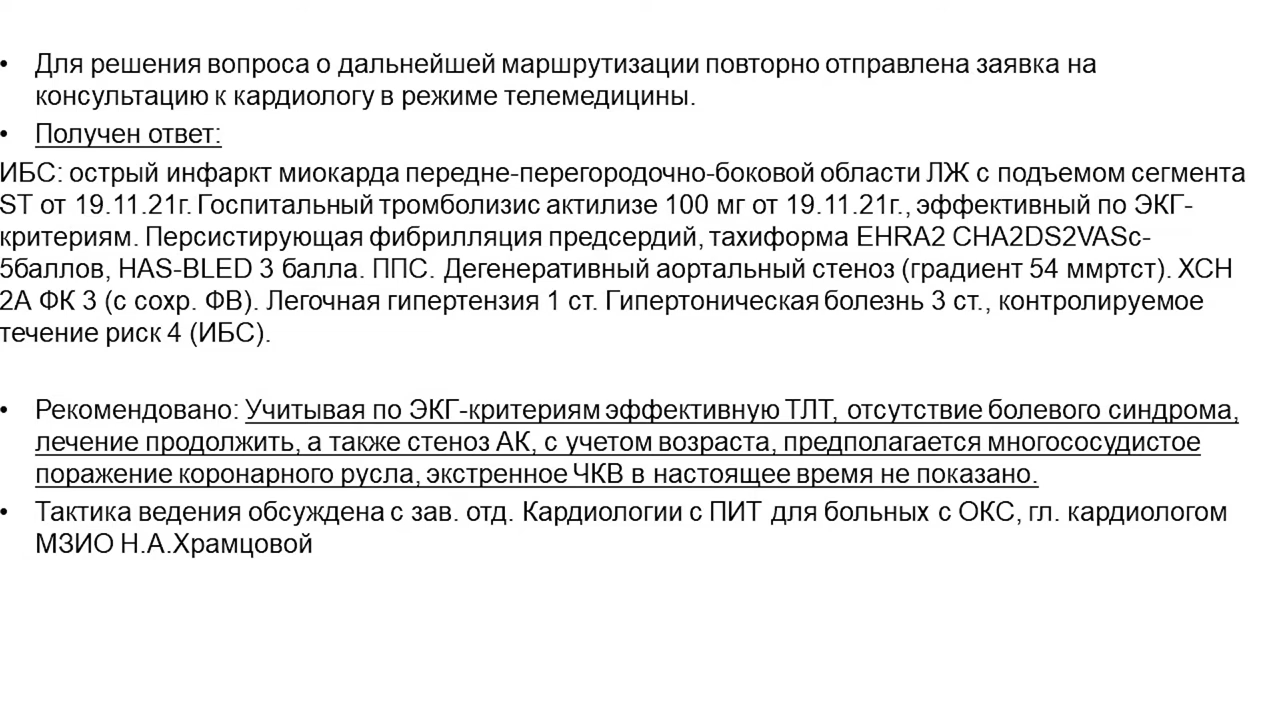 • Для решения вопроса о дальнейшей маршрутизации повторно отправлена заявка на
консультацию к кардиологу в режиме телемедицины.
• Получен ответ:
ИБС: острый инфаркт миокарда передне-перегородочно-боковой области ЛЖ с подъемом сегмента
ST от 19.11.21г. Госпитальный тромболизис актилизе 100 мг от 19.11.21г., эффективный по ЭКГ-
критериям. Персистирующая фибрилляция предсердий, тахиформа EHRA2 CHA2DS2VASc-
5баллов, HAS-BLED 3 балла. ППС. Дегенеративный аортальный стеноз (градиент 54 ммртст). ХСН
2А ФК 3 (с сохр. ФВ). Легочная гипертензия 1 ст. Гипертоническая болезнь 3 ст., контролируемое
течение риск 4 (ИБС).
• Рекомендовано: Учитывая по ЭКГ-критериям эффективную ТЛТ, отсутствие болевого синдрома,
лечение продолжить, а также стеноз АК, с учетом возраста, предполагается многососудистое
поражение коронарного русла, экстренное ЧКВ в настоящее время не показано.
• Тактика ведения обсуждена с зав. отд. Кардиологии с ПИТ для больных с ОКС, гл. кардиологом
МЗИО Н.А.Храмцовой